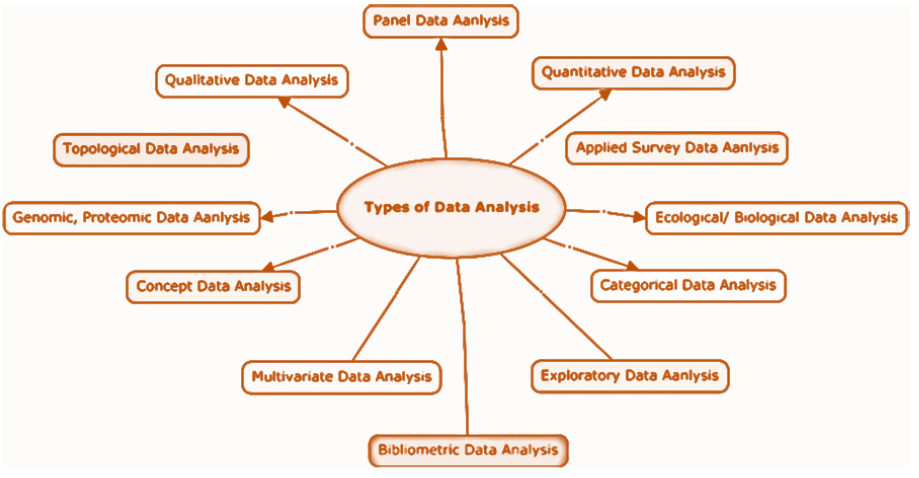 Panel Data Aanlysis
Qualitative Data Analysis
Quantitative Data Analysis
Topological Data Analysis
Applied Survey Data Aanlysis
Types of Data Analysis
Genomic, Proteomic Data Aanlysis
Ecological/ Biological Data Analysis
Concept Data Analysis
Categorical Data Analysis
Multivariate Data Analysis
Exploratory Data Aanlysis
Bibliometric Data Analysis